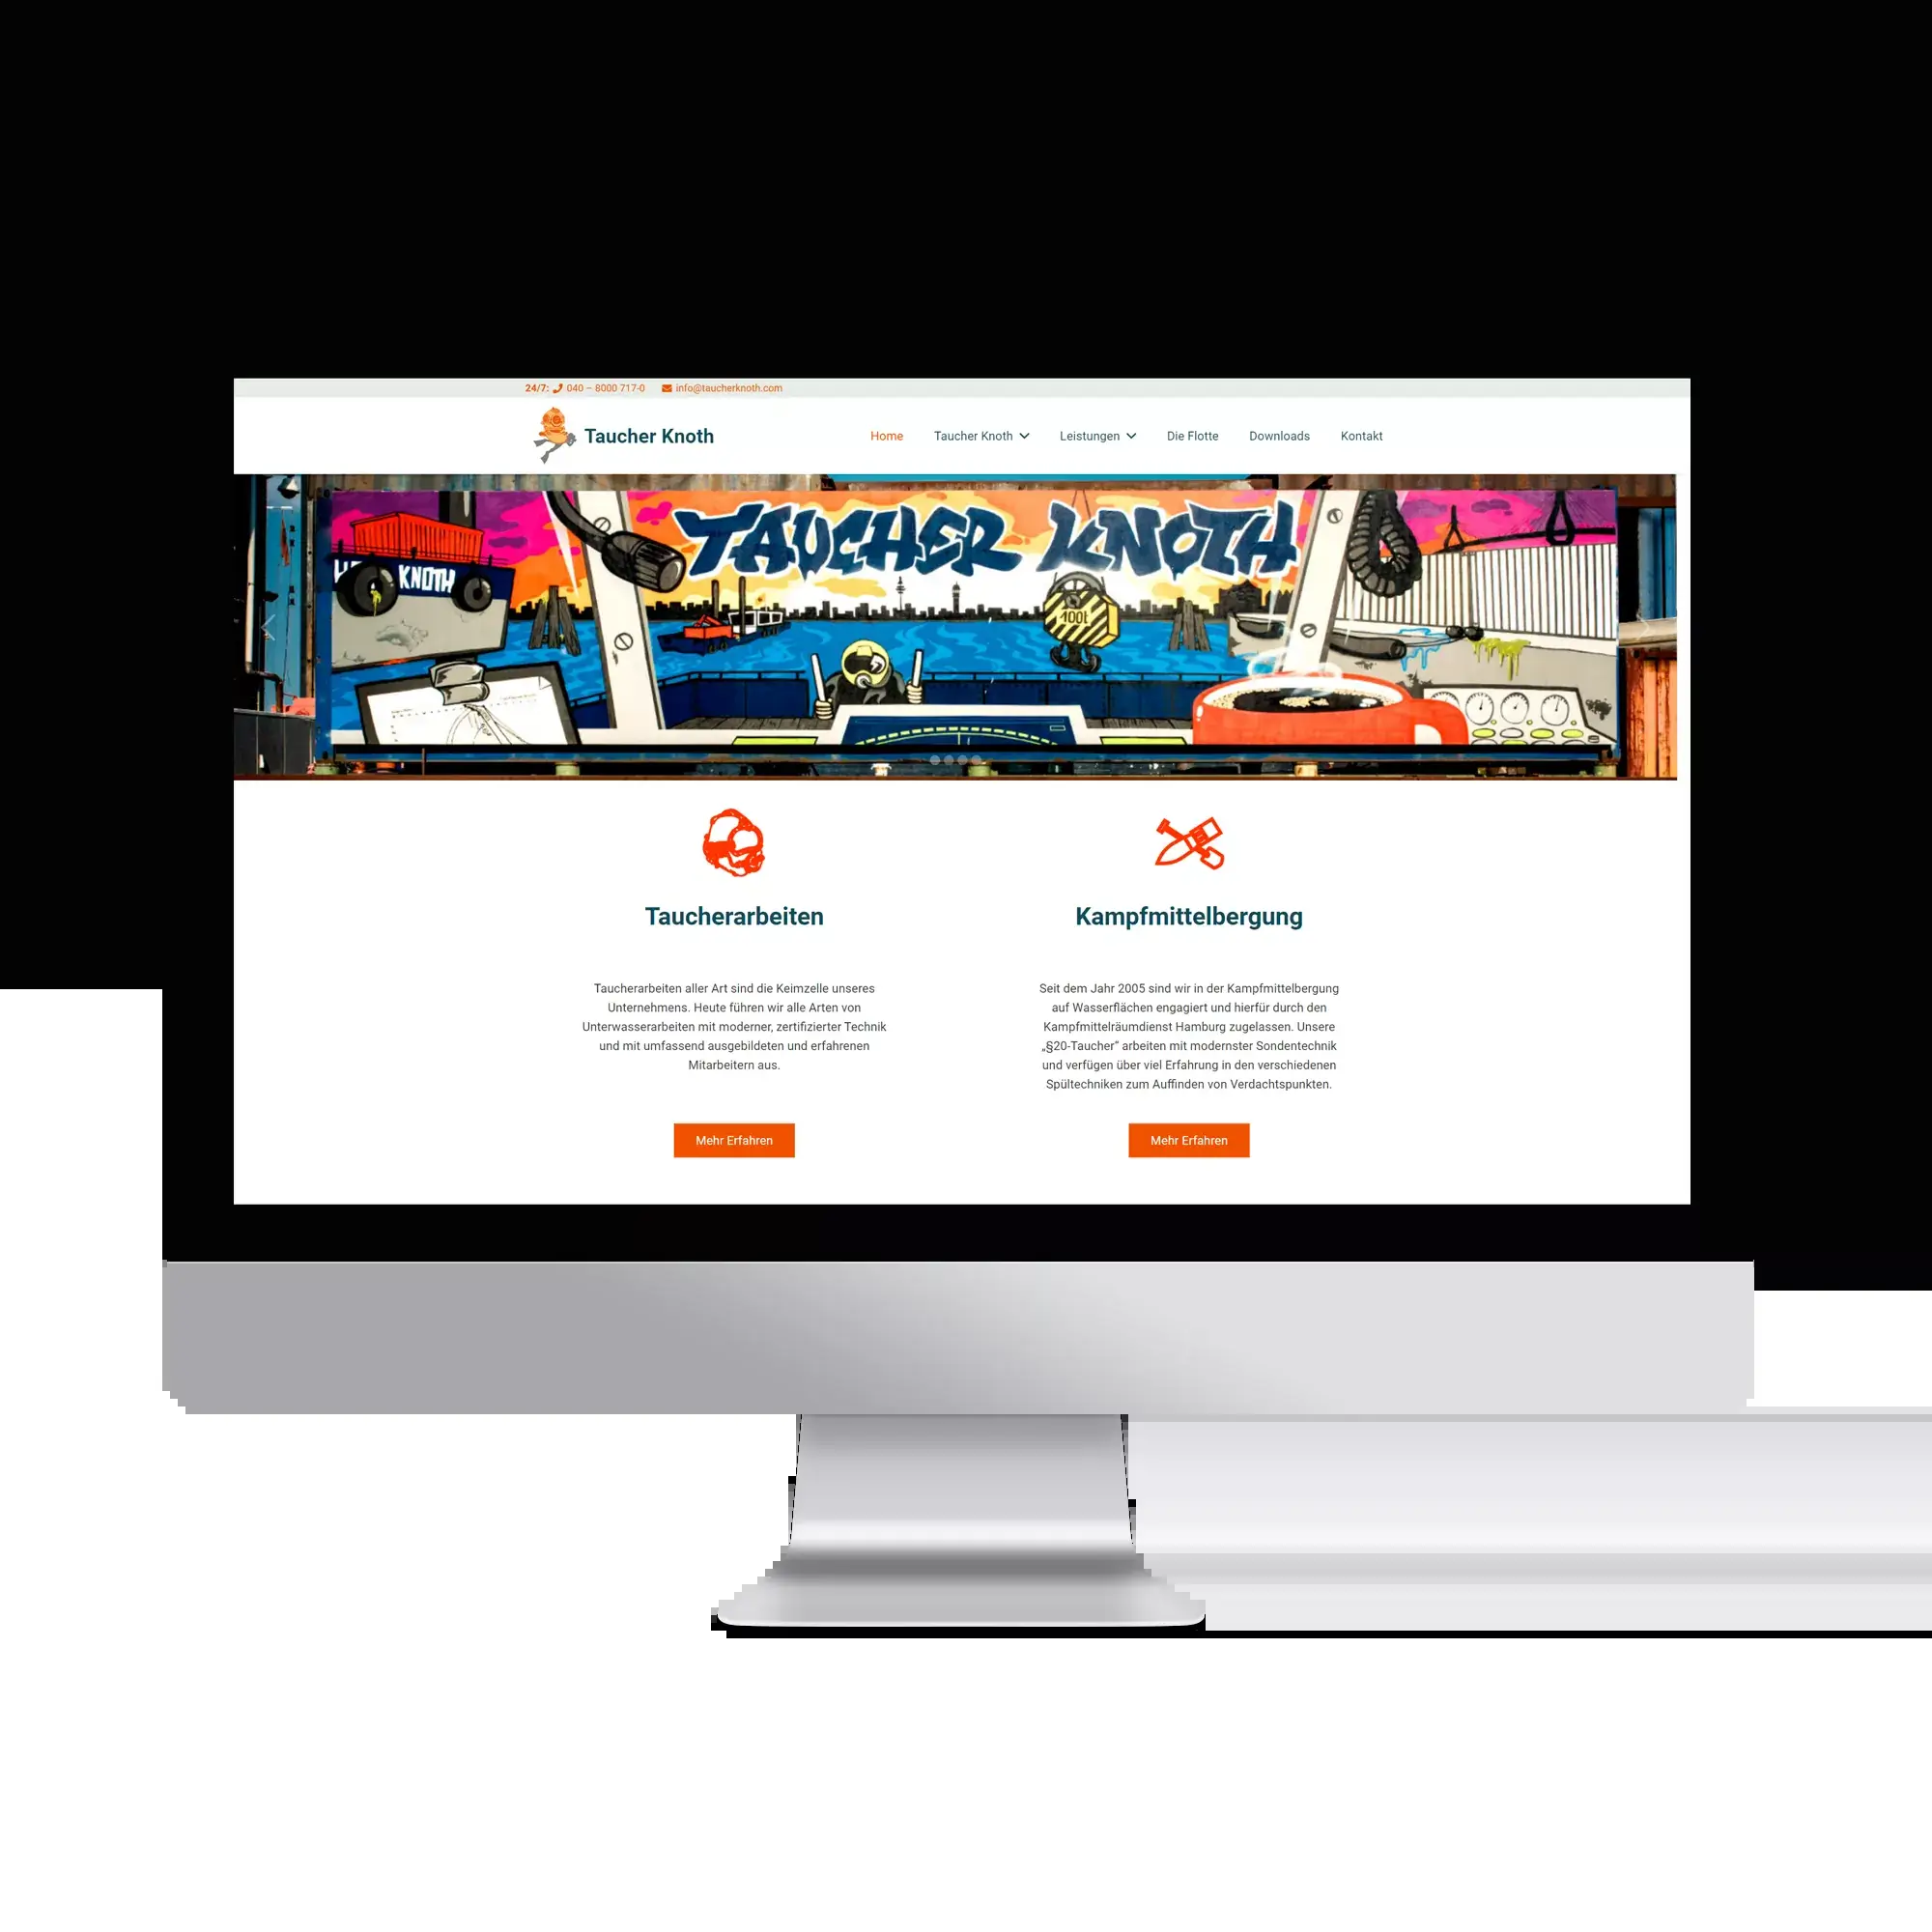 24/7: 040 – 8000 717-0 info@taucherknoth.com
Taucher Knoth
Home Taucher Knoth Leistungen Die Flotte Downloads Kontakt
TAUCHER KNOTH
KNOTH
100t
Taucherarbeiten
Taucherarbeiten aller Art sind die Keimzelle unseres
Unternehmens. Heute führen wir alle Arten von
Unterwasserarbeiten mit moderner, zertifizierter Technik
und mit umfassend ausgebildeten und erfahrenen
Mitarbeitern aus.
Mehr Erfahren
Kampfmittelbergung
Seit dem Jahr 2005 sind wir in der Kampfmittelbergung
auf Wasserflächen engagiert und hierfür durch den
Kampfmittelräumdienst Hamburg zugelassen. Unsere
„§20-Taucher“ arbeiten mit modernster Sondentechnik
und verfügen über viel Erfahrung in den verschiedenen
Spültechniken zum Auffinden von Verdachtspunkten.
Mehr Erfahren